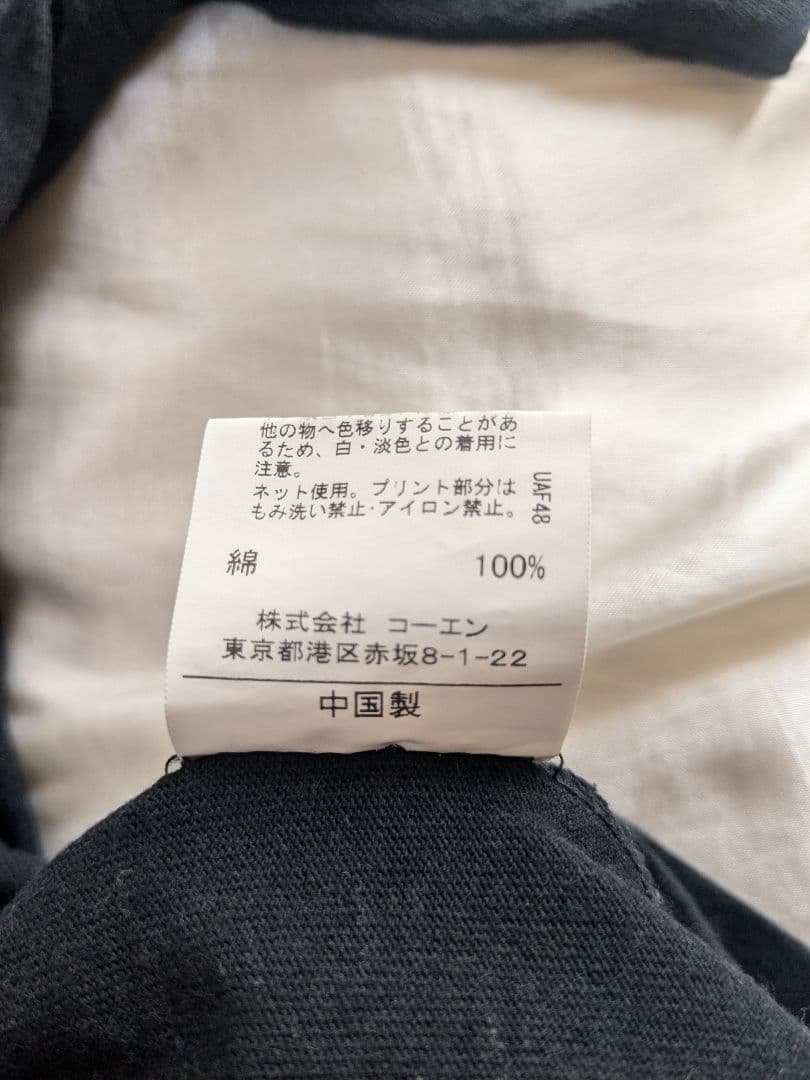 他の物へ色移りすることがあ
るため、白・淡色との着用に
注意。
ネット使用。プリント部分は
もみ洗い禁止・アイロン禁止。
UAF48
綿 100%
株式会社 コーエン
東京都港区赤坂8-1-22
中国製